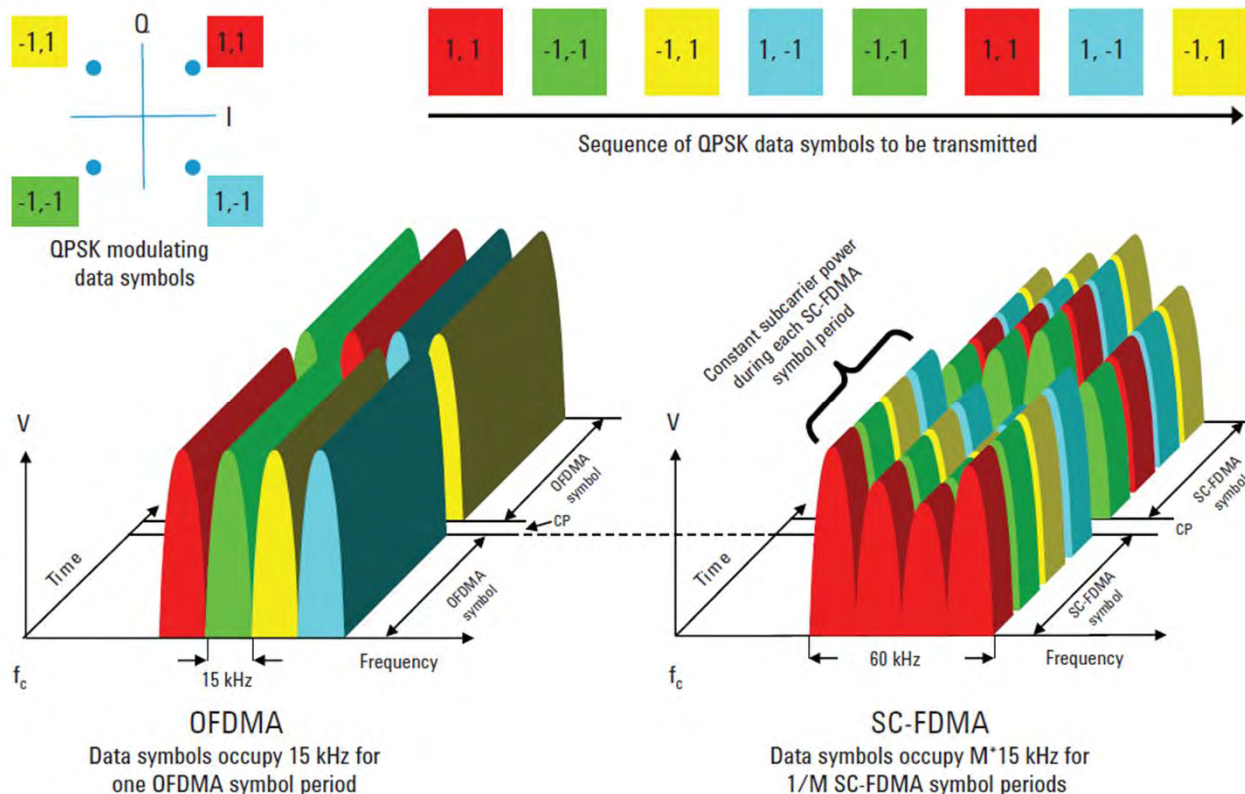 -1,1
Q
1,1
I
-1,-1
1,-1
QPSK modulating
data symbols
1, 1
-1,-1
-1, 1
1, -1
-1,-1
1, 1
1, -1
-1, 1
Sequence of QPSK data symbols to be transmitted
V
Time
OFDMA
symbol
CP
OFDMA
symbol
fc
15 kHz
Frequency
OFDMA
Data symbols occupy 15 kHz for
one OFDMA symbol period
Constant subcarrier power
during each SC-FDMA
symbol period
V
Time
SC-FDMA
symbol
CP
SC-FDMA
symbol
fc
60 kHz
Frequency
SC-FDMA
Data symbols occupy M*15 kHz for
1/M SC-FDMA symbol periods